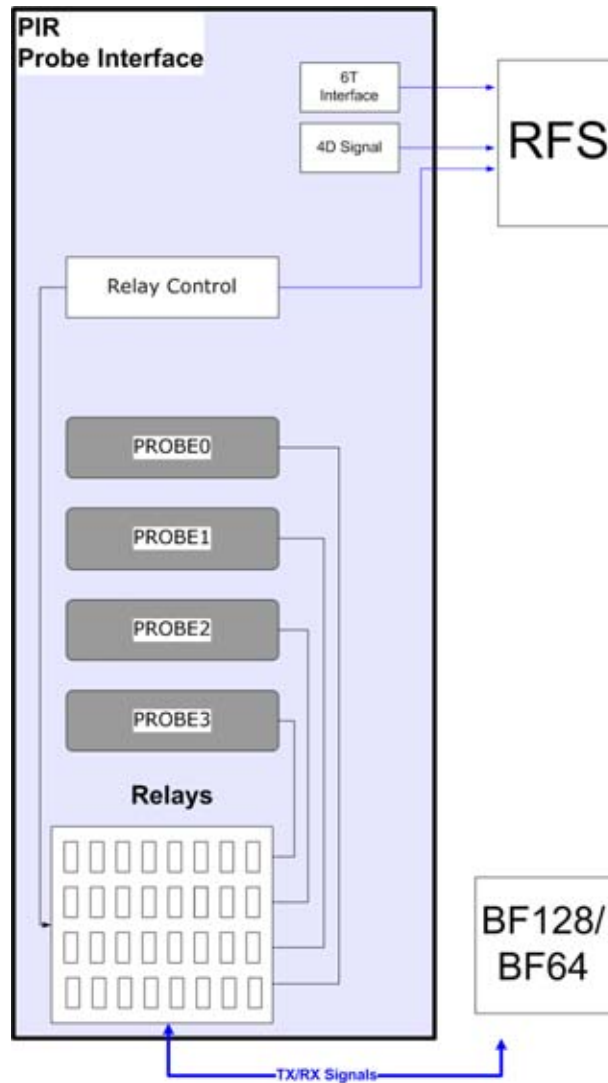 PIR
Probe Interface
6T
Interface
4D Signal
RFS
Relay Control
PROBE0
PROBE1
PROBE2
PROBE3
Relays
BF128/
BF64
TX/RX Signals